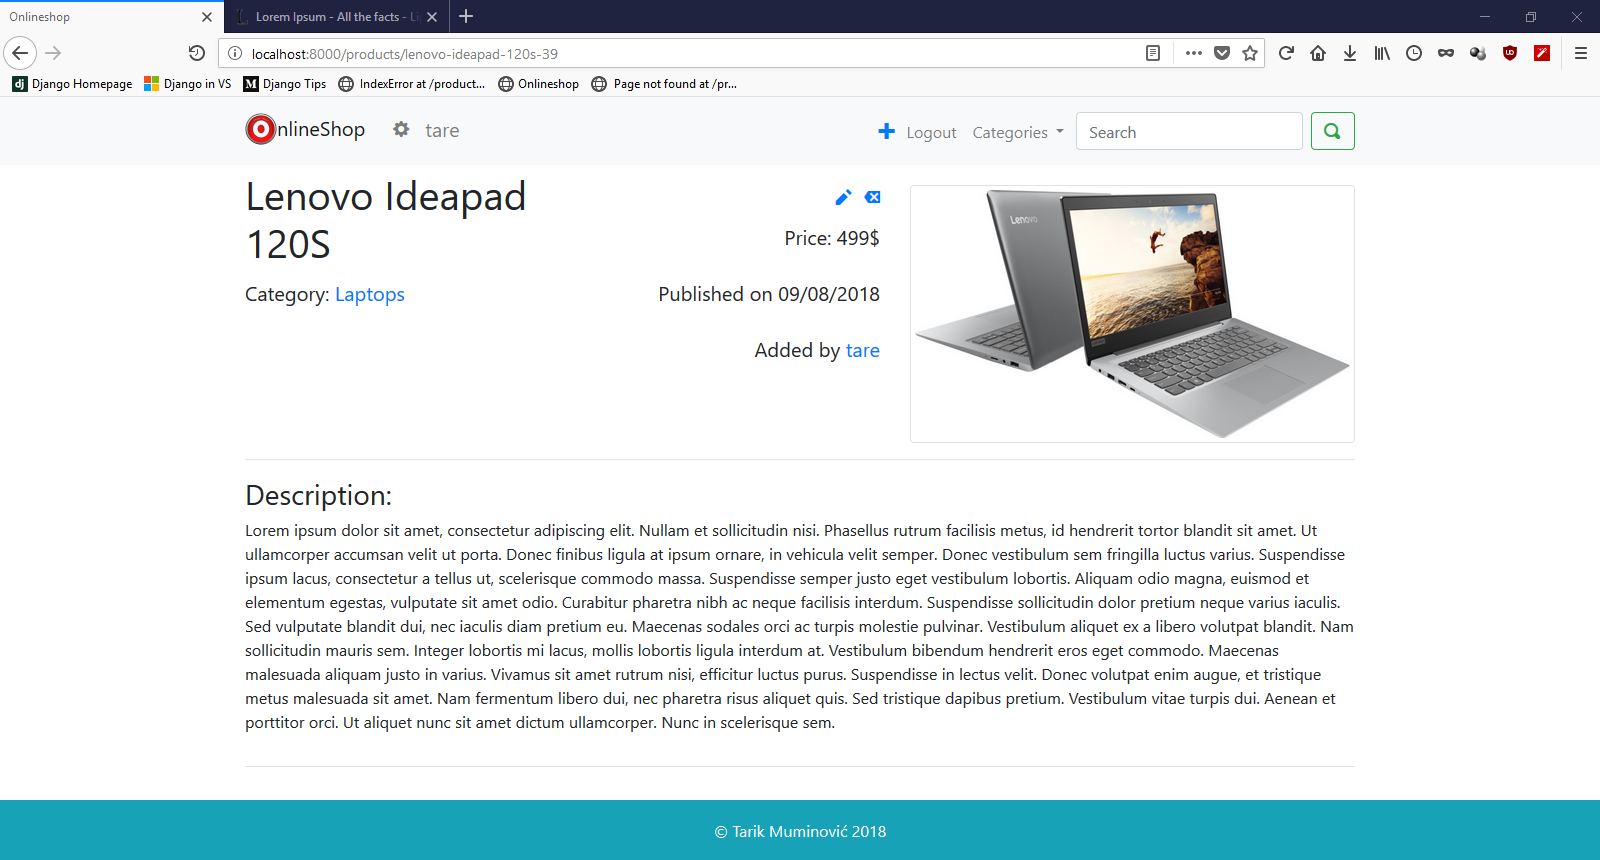 Onlineshop
Lorem Ipsum - All the facts - Li
localhost:8000/products/lenovo-ideapad-120s-39
dj Django Homepage Django in VS M Django Tips IndexError at /product... Onlineshop Page not found at /pr...
nlineShop tare Logout Categories Search
Lenovo Ideapad
120S
Price: 499$
Category: Laptops
Published on 09/08/2018
Added by tare
Lenovo
Description:
Lorem ipsum dolor sit amet, consectetur adipiscing elit. Nullam et sollicitudin nisi. Phasellus rutrum facilisis metus, id hendrerit tortor blandit sit amet. Ut
ullamcorper accumsan velit ut porta. Donec finibus ligula at ipsum ornare, in vehicula velit semper. Donec vestibulum sem fringilla luctus varius. Suspendisse
ipsum lacus, consectetur a tellus ut, scelerisque commodo massa. Suspendisse semper justo eget vestibulum lobortis. Aliquam odio magna, euismod et
elementum egestas, vulputate sit amet odio. Curabitur pharetra nibh ac neque facilisis interdum. Suspendisse sollicitudin dolor pretium neque varius iaculis.
Sed vulputate blandit dui, nec iaculis diam pretium eu. Maecenas sodales orci ac turpis molestie pulvinar. Vestibulum aliquet ex a libero volutpat blandit. Nam
sollicitudin mauris sem. Integer lobortis mi lacus, mollis lobortis ligula interdum at. Vestibulum bibendum hendrerit eros eget commodo. Maecenas
malesuada aliquam justo in varius. Vivamus sit amet rutrum nisi, efficitur luctus purus. Suspendisse in lectus velit. Donec volutpat enim augue, et tristique
metus malesuada sit amet. Nam fermentum libero dui, nec pharetra risus aliquet quis. Sed tristique dapibus pretium. Vestibulum vitae turpis dui. Aenean et
porttitor orci. Ut aliquet nunc sit amet dictum ullamcorper. Nunc in scelerisque sem.
© Tarik Muminović 2018